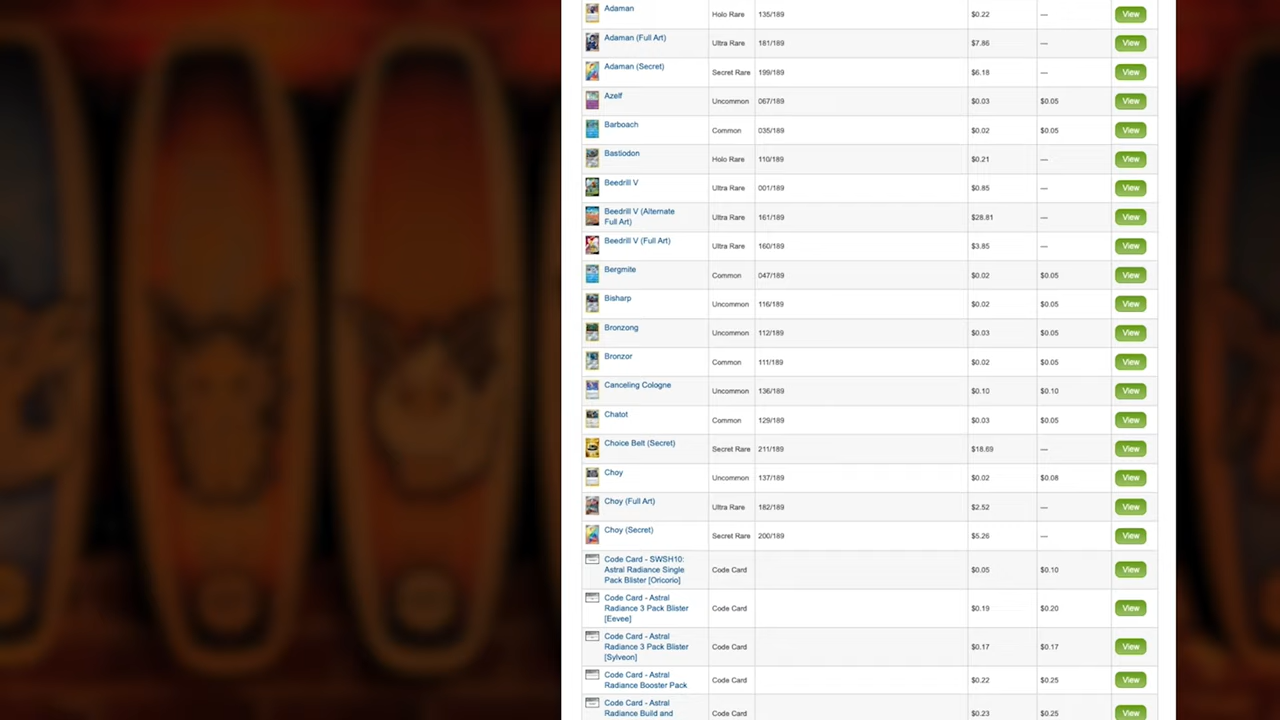 Adaman Holo Rare 135/189 $0.22 — View
Adaman (Full Art) Ultra Rare 181/189 $7.86 — View
Adaman (Secret) Secret Rare 199/189 $6.18 — View
Azelf Uncommon 067/189 $0.03 $0.05 View
Barboach Common 035/189 $0.02 $0.05 View
Bastiodon Holo Rare 110/189 $0.21 — View
Beedrill V Ultra Rare 001/189 $0.85 — View
Beedrill V (Alternate
Full Art) Ultra Rare 161/189 $28.81 — View
Beedrill V (Full Art) Ultra Rare 160/189 $3.85 — View
Bergmite Common 047/189 $0.02 $0.05 View
Bisharp Uncommon 116/189 $0.02 $0.05 View
Bronzong Uncommon 112/189 $0.03 $0.05 View
Bronzor Common 111/189 $0.02 $0.05 View
Canceling Cologne Uncommon 136/189 $0.10 $0.10 View
Chatot Common 129/189 $0.03 $0.05 View
Choice Belt (Secret) Secret Rare 211/189 $18.69 — View
Choy Uncommon 137/189 $0.02 $0.08 View
Choy (Full Art) Ultra Rare 182/189 $2.52 — View
Choy (Secret) Secret Rare 200/189 $5.26 — View
Code Card - SWSH10:
Astral Radiance Single
Pack Blister [Oricorio] Code Card $0.05 $0.10 View
Code Card - Astral
Radiance 3 Pack Blister
[Eevee] Code Card $0.19 $0.20 View
Code Card - Astral
Radiance 3 Pack Blister
[Sylveon] Code Card $0.17 $0.17 View
Code Card - Astral
Radiance Booster Pack Code Card $0.22 $0.25 View
Code Card - Astral
Radiance Build and Code Card $0.23 $0.25 View